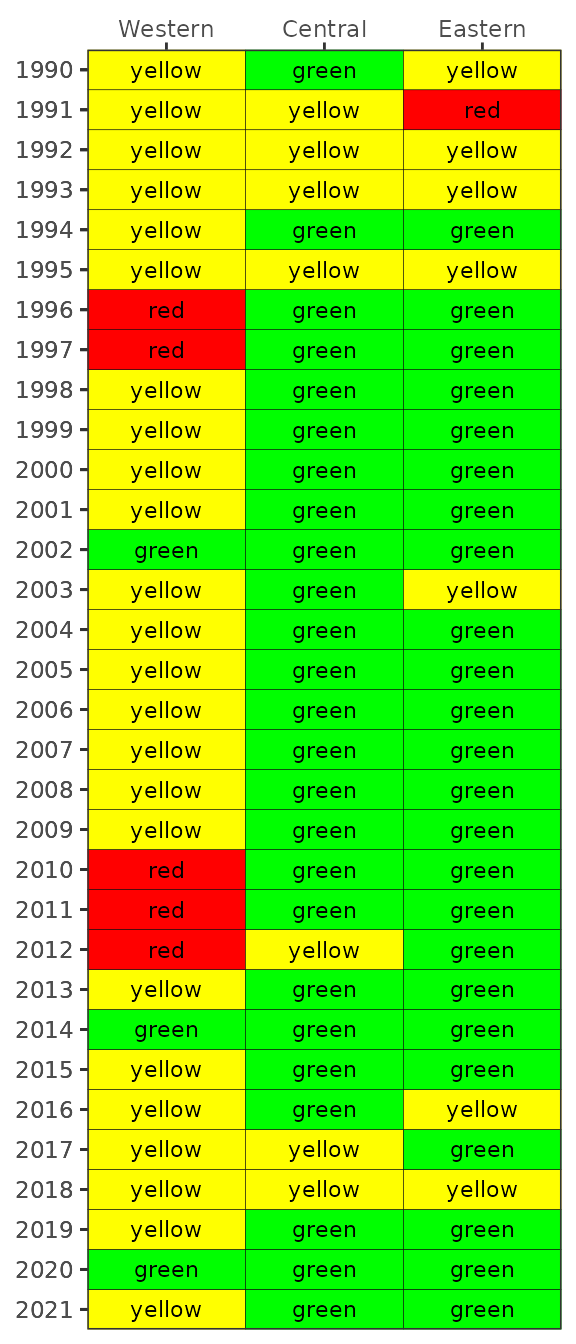 Western Central Eastern
1990 yellow green yellow
1991 yellow yellow red
1992 yellow yellow yellow
1993 yellow yellow yellow
1994 yellow green green
1995 yellow yellow yellow
1996 red green green
1997 red green green
1998 yellow green green
1999 yellow green green
2000 yellow green green
2001 yellow green green
2002 green green green
2003 yellow green yellow
2004 yellow green green
2005 yellow green green
2006 yellow green green
2007 yellow green green
2008 yellow green green
2009 yellow green green
2010 red green green
2011 red green green
2012 red yellow green
2013 yellow green green
2014 green green green
2015 yellow green green
2016 yellow green yellow
2017 yellow yellow green
2018 yellow yellow yellow
2019 yellow green green
2020 green green green
2021 yellow green green